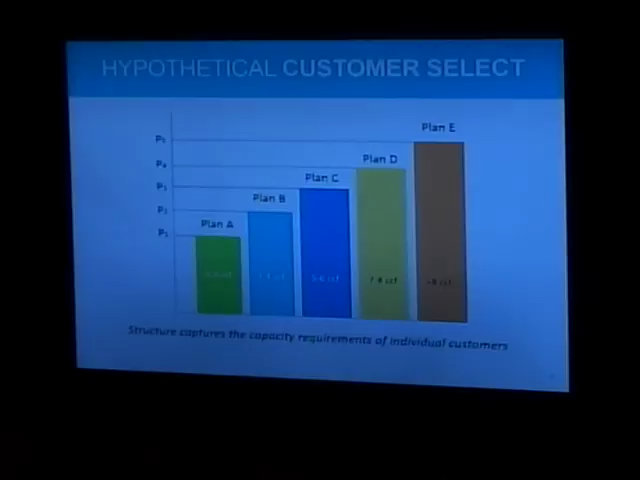 HYPOTHETICAL CUSTOMER SELECT
Plan E
P5
Plan D
P4
Plan C
P3
Plan B
P2
Plan A
P1
Structure captures the capacity requirements of individual customers